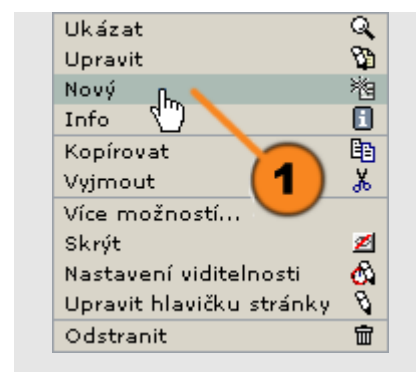 Ukázat
Upravit
Nový
Info
Kopírovat
Vyjmout
1
Více možností...
Skrýt
Nastavení viditelnosti
Upravit hlavičku stránky
Odstranit